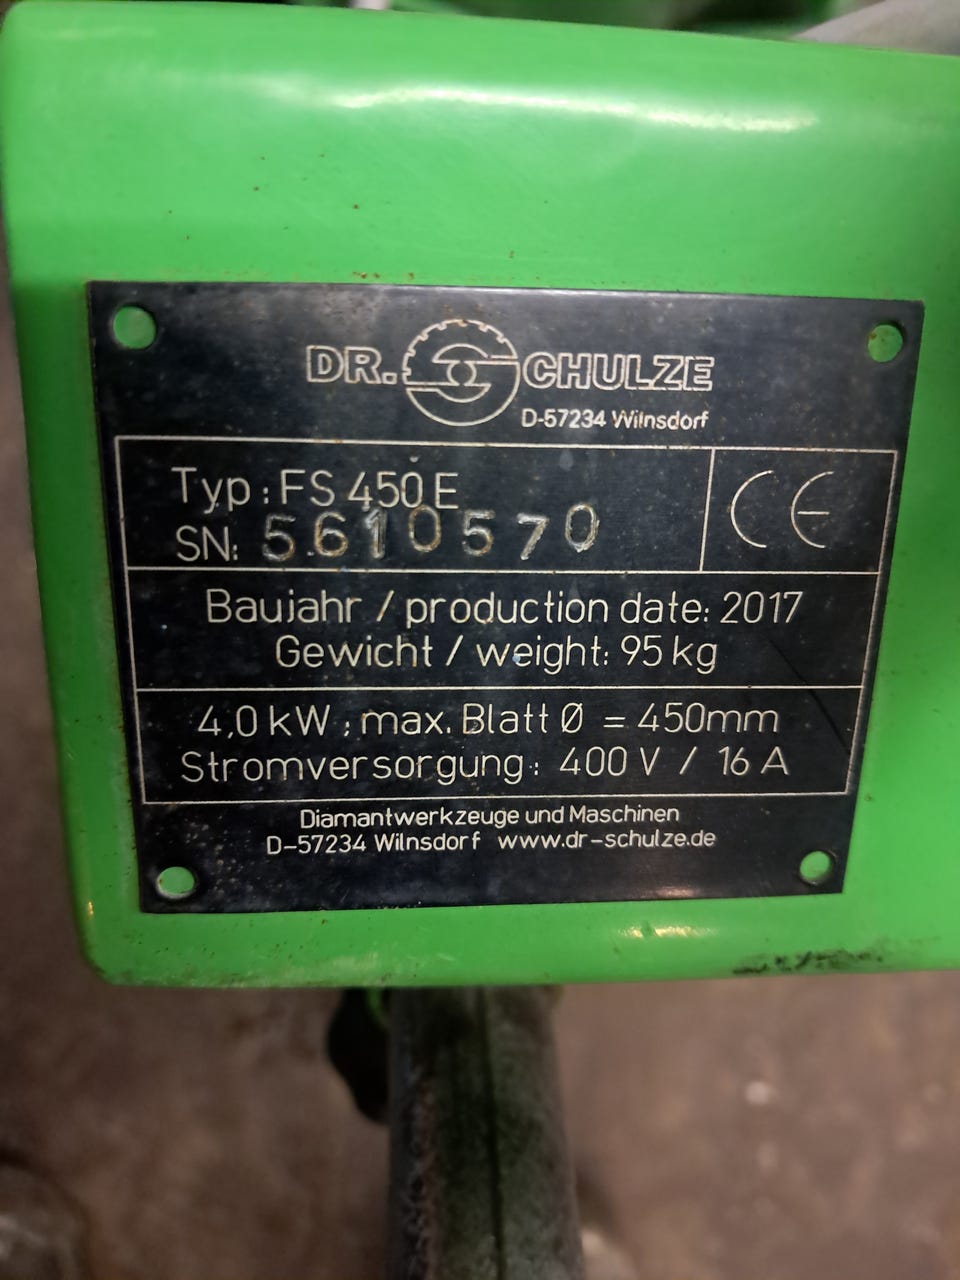 DR. SCHULZE
D-57234 Wilnsdorf
Typ: FS 450 E
SN: 5610570
CE
Baujahr / production date: 2017
Gewicht / weight: 95 kg
4,0 kW ; max. Blatt Ø = 450mm
Stromversorgung: 400 V / 16 A
Diamantwerkzeuge und Maschinen
D-57234 Wilnsdorf www.dr-schulze.de